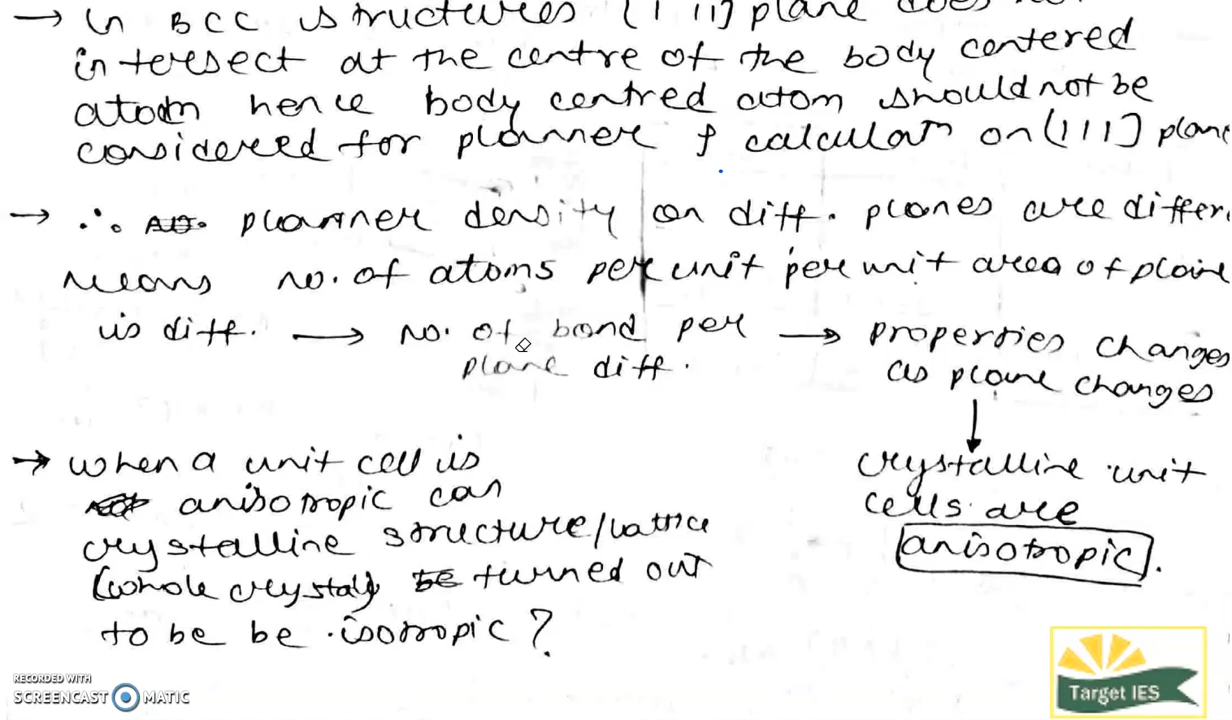 → In BCC structures (111] plane does
intersect at the centre of the body centered
atom hence body centred atom should not be
considered for planner f calculatn on (111] plane
→ ∴ planner density on diff. planes are differ
means no. of atoms per unit per unit area of plane
is diff. → No. of bond per → properties changes
plane diff. as plane changes
→ when a unit cell is
anisotropic can
crystalline structure/lattice
(whole crystal) turned out
to be be isotropic?
crystalline unit
cells are
anisotropic.
RECORDED WITH
SCREENCAST MATIC
Target IES